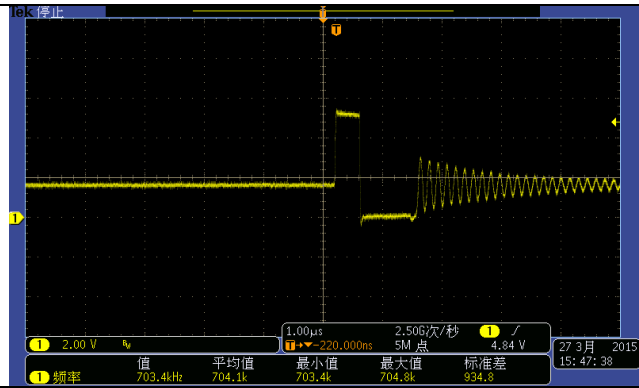 Tek 停止
T
1
1.00μs 2.50G次/秒 1
1 2.00 V Bw T→▼-220.000ns 5M 点 4.84 V
值 平均值 最小值 最大值 标准差
1 频率 703.4kHz 704.1k 703.4k 704.8k 934.8
27 3月 2015
15:47:38